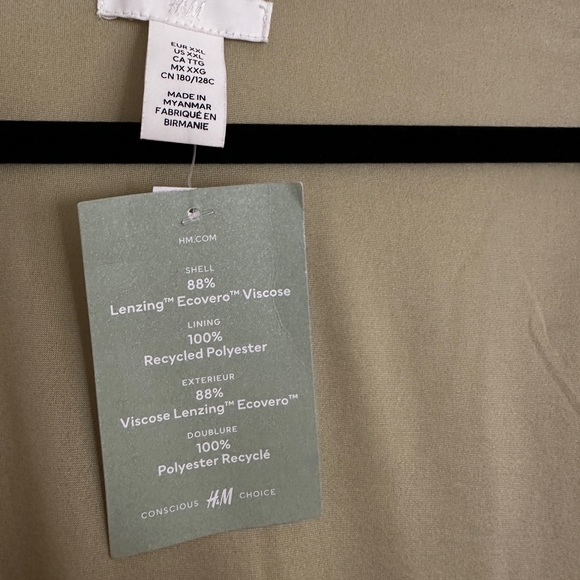 H&M
EUR XXL
US XXL
CA TTG
MX XXG
CN 180/128C
MADE IN
MYANMAR
FABRIQUÉ EN
BIRMANIE
HM.COM
SHELL
88%
Lenzing™ Ecovero™ Viscose
LINING
100%
Recycled Polyester
EXTERIEUR
88%
Viscose Lenzing™ Ecovero™
DOUBLURE
100%
Polyester Recyclé
CONSCIOUS H&M CHOICE